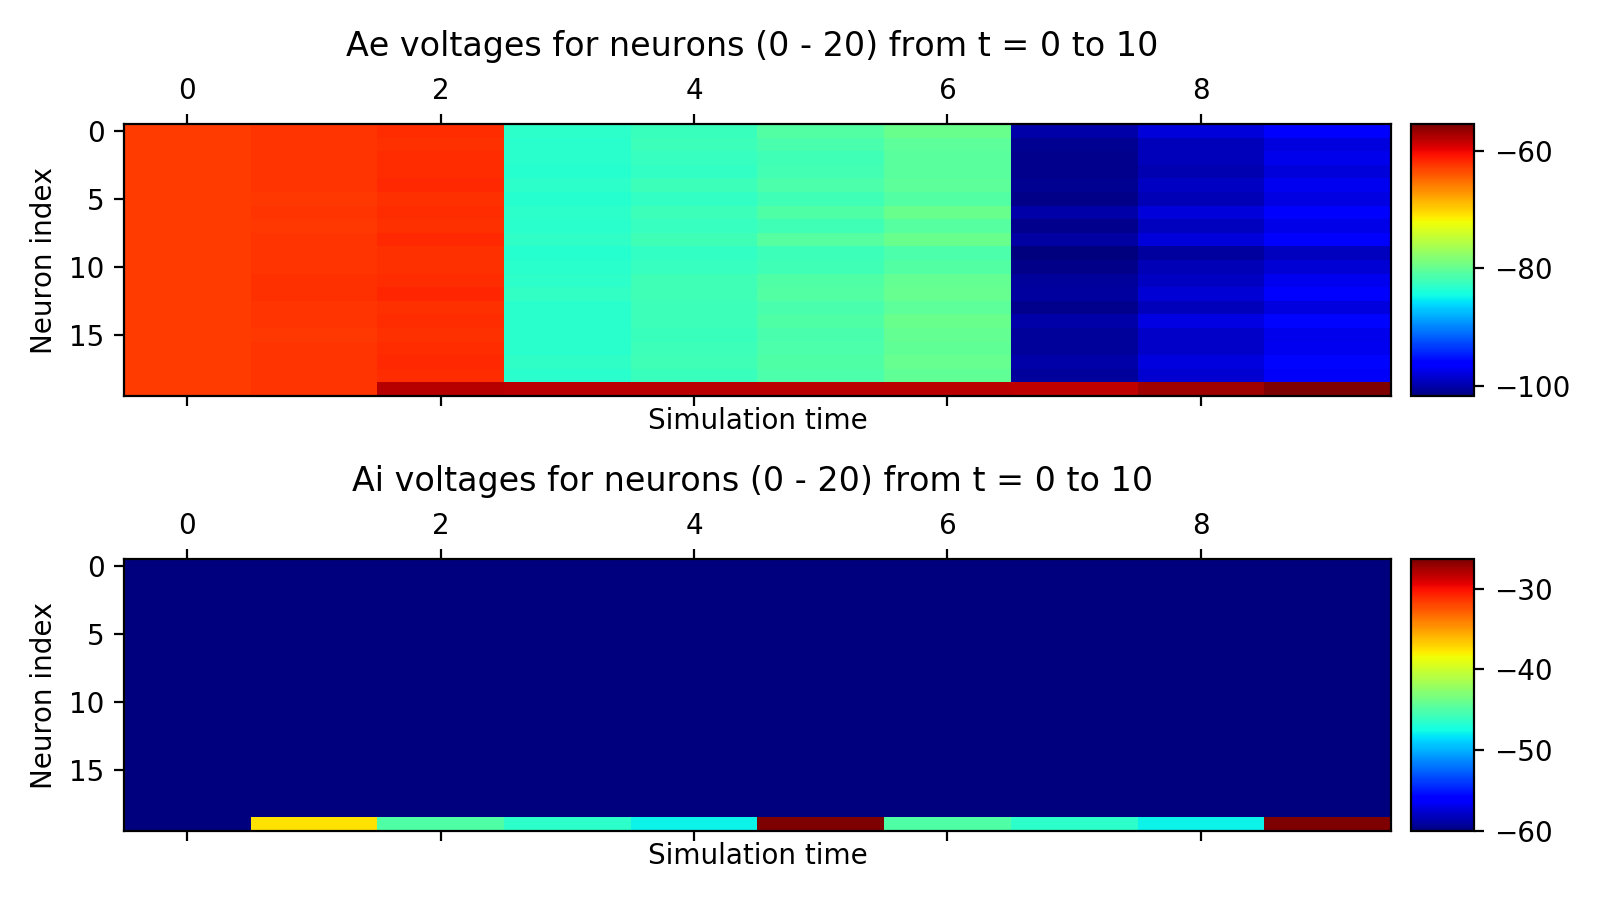 Ae voltages for neurons (0 - 20) from t = 0 to 10
0 2 4 6 8
Neuron index
0
5
10
15
Simulation time
−60
−80
−100
Ai voltages for neurons (0 - 20) from t = 0 to 10
0 2 4 6 8
Neuron index
0
5
10
15
Simulation time
−30
−40
−50
−60